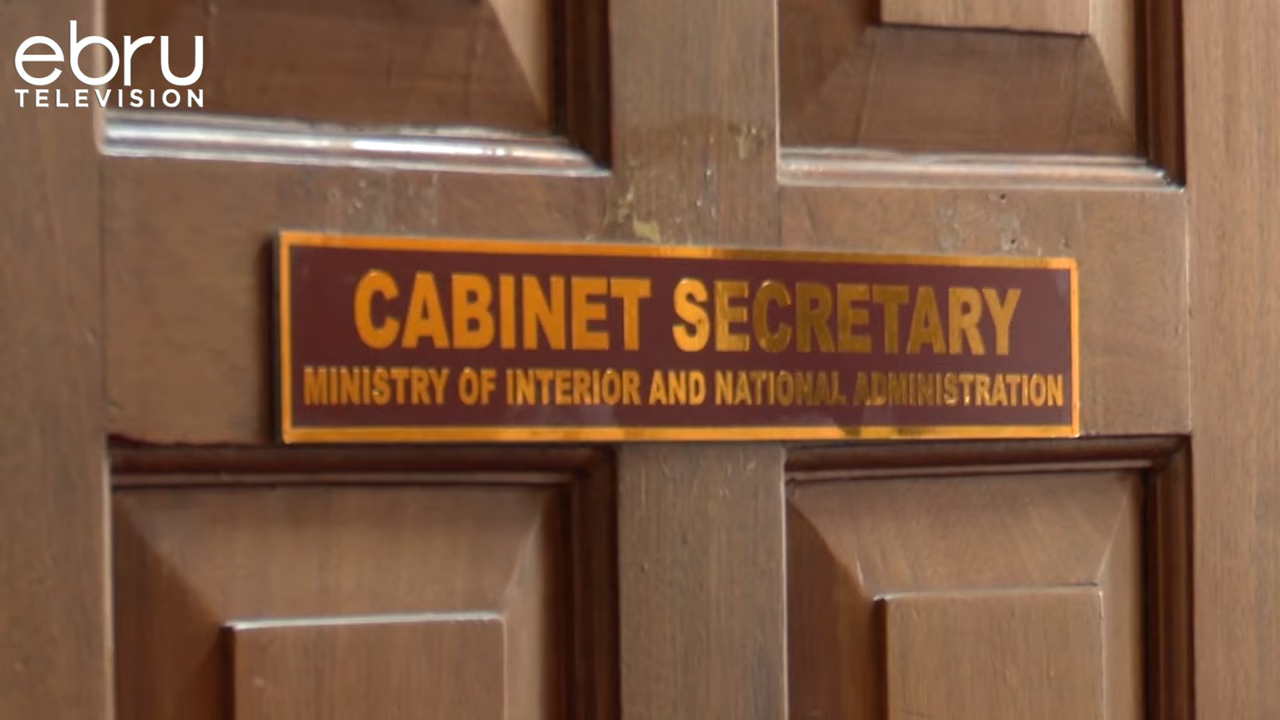 ebru
TELEVISION
CABINET SECRETARY
MINISTRY OF INTERIOR AND NATIONAL ADMINISTRATION